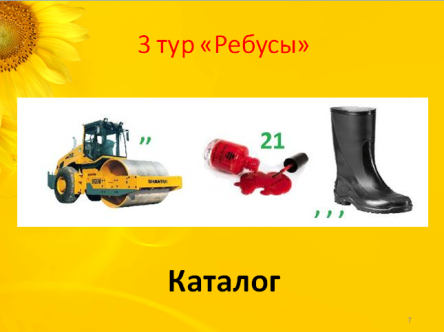 3 тур «Ребусы»
,, 21
, , ,
Каталог
7